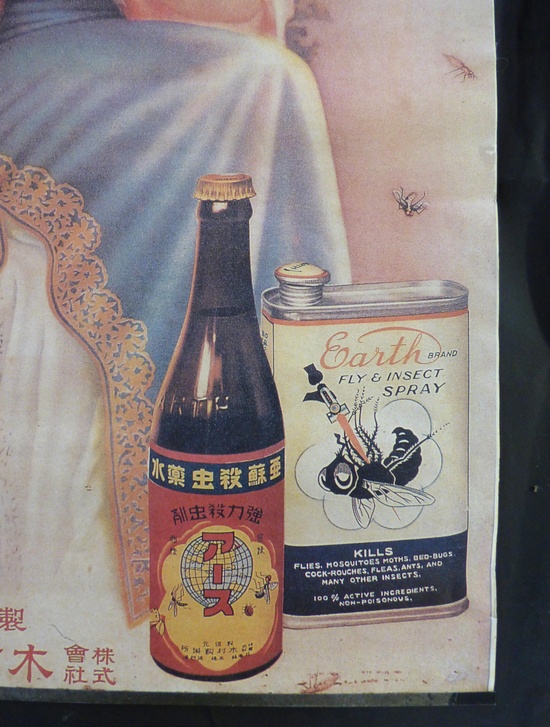 Earth BRAND
FLY & INSECT
SPRAY
KILLS
FLIES, MOSQUITOES MOTHS, BED-BUGS
COCK-ROUCHES, FLEAS, ANTS, AND
MANY OTHER INSECTS.
100% ACTIVE INGREDIENTS.
NON-POISONOUS.
水藥虫殺蘇亜
劑虫殺力強
アース
製
木 會社 株式